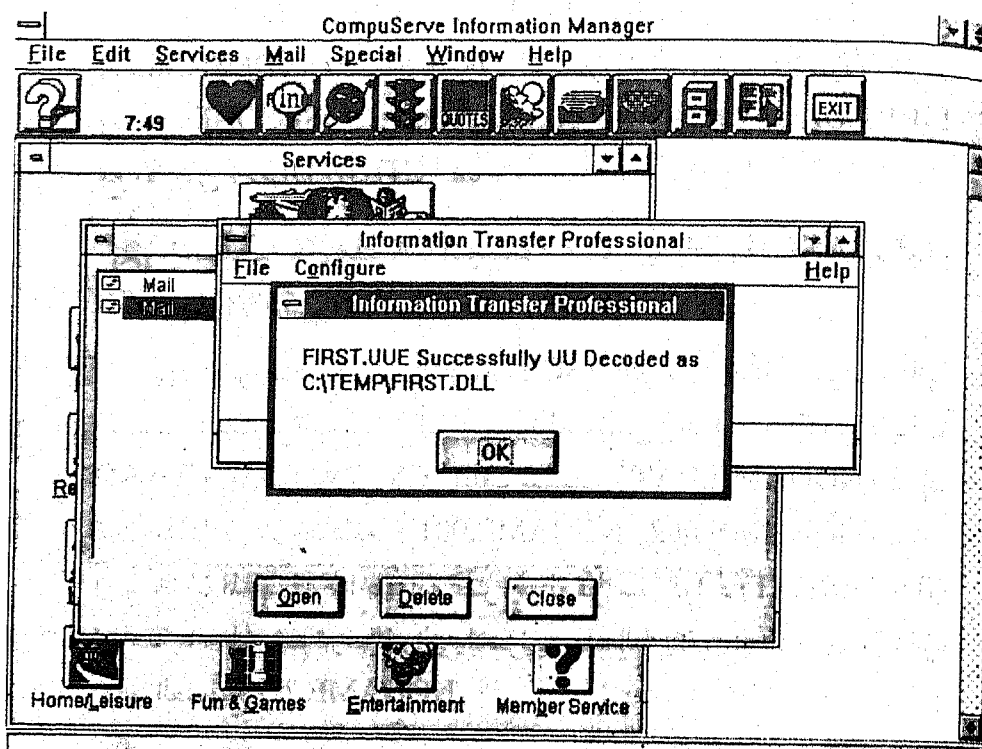 CompuServe Information Manager
File Edit Services Mail Special Window Help
7:49
in
QUOTES
EXIT
Services
Information Transfer Professional
File Configure Help
Mail
Mail
Information Transfer Professional
FIRST.UUE Successfully UU Decoded as
C:\TEMP\FIRST.DLL
OK
Re
Open Delete Close
Home/Leisure Fun & Games Entertainment Member Service